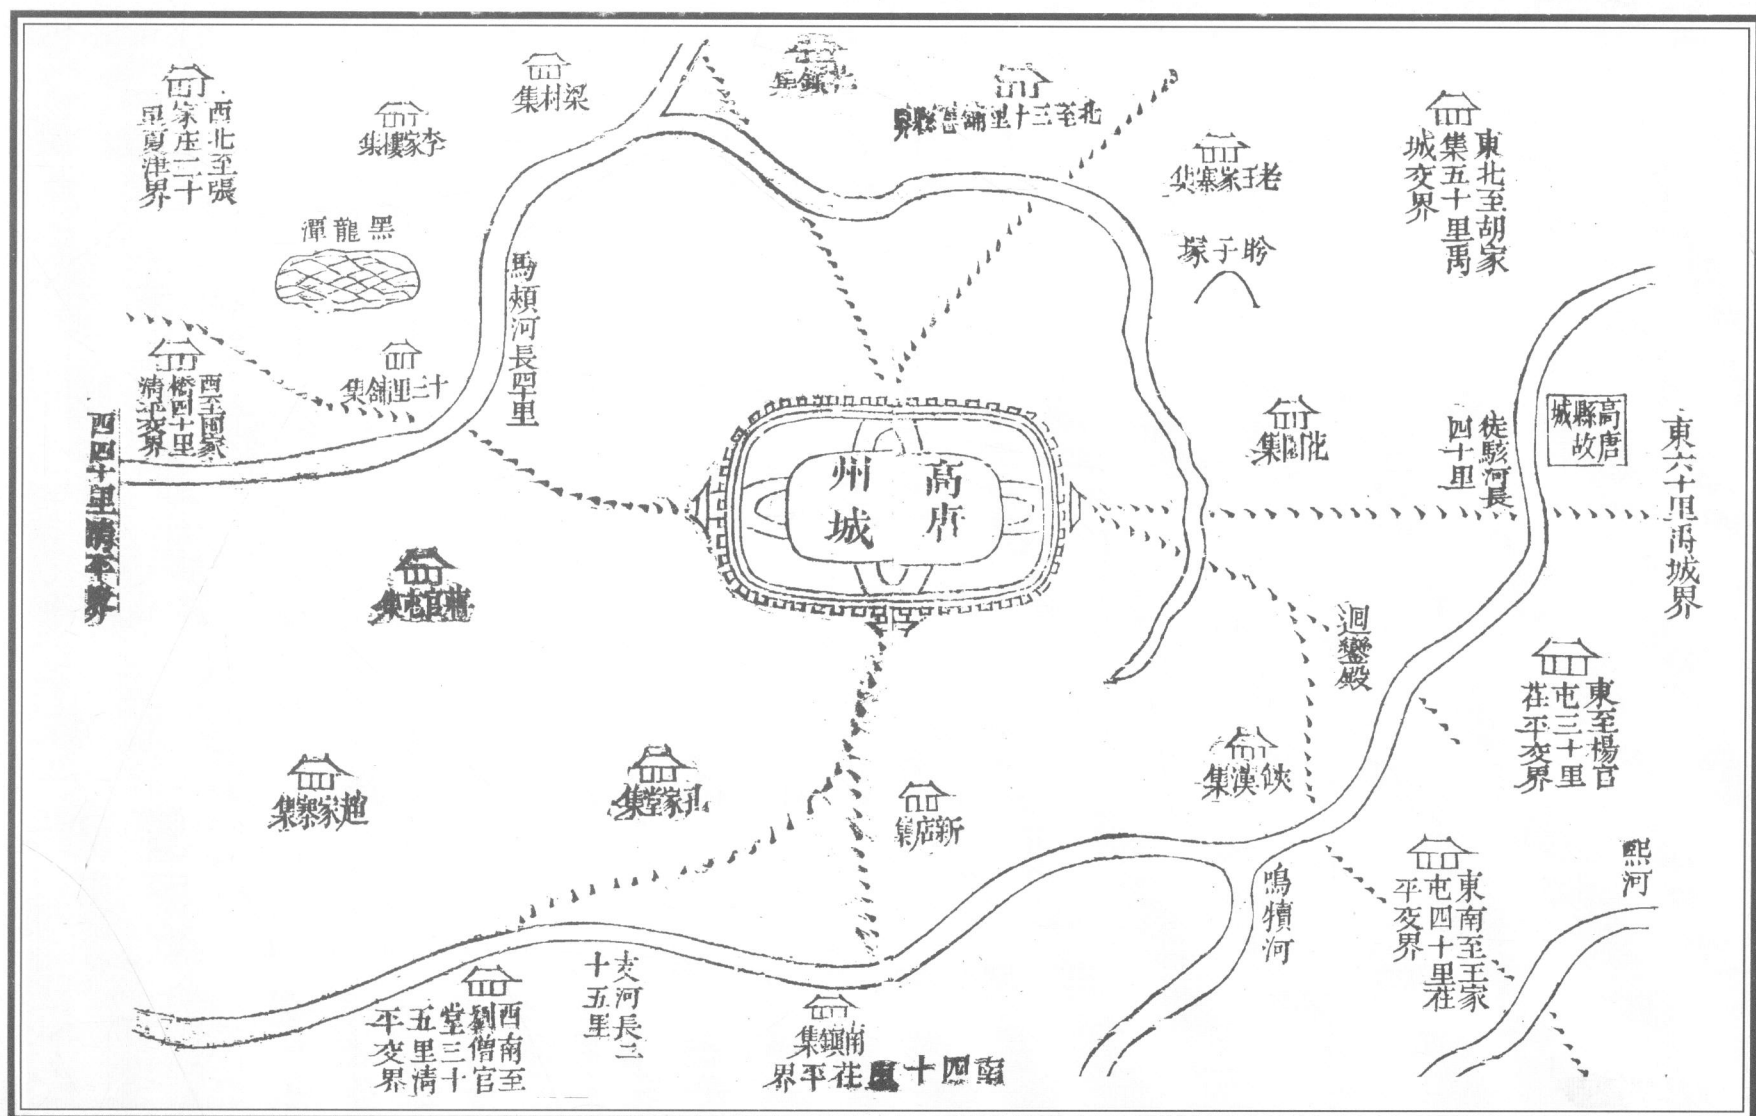 高唐
州城
西北至張
家庄二十
里夏津界
李家樓集
梁村集
北至三十里舖恩縣界
老王家寨集
東北至胡家
集五十里禹
城交界
黑龍潭
馬頰河長四十里
十三里舖集
西至
橋四十里
清平交界
西四十里清平界
盼子塚
集
徒駭河長
四十里
高唐
縣故
城
東六十里禹城界
迴鑾殿
東至楊官
屯三十里
茌平交界
趙家寨集
孔家堂集
新店集
漢集
鳴犢河
東南至王家
屯四十里茌
平交界
河
支河長二
十五里
西南至
劉僧官
堂三十
五里清
平交界
南鎮集
南四十里茌平界